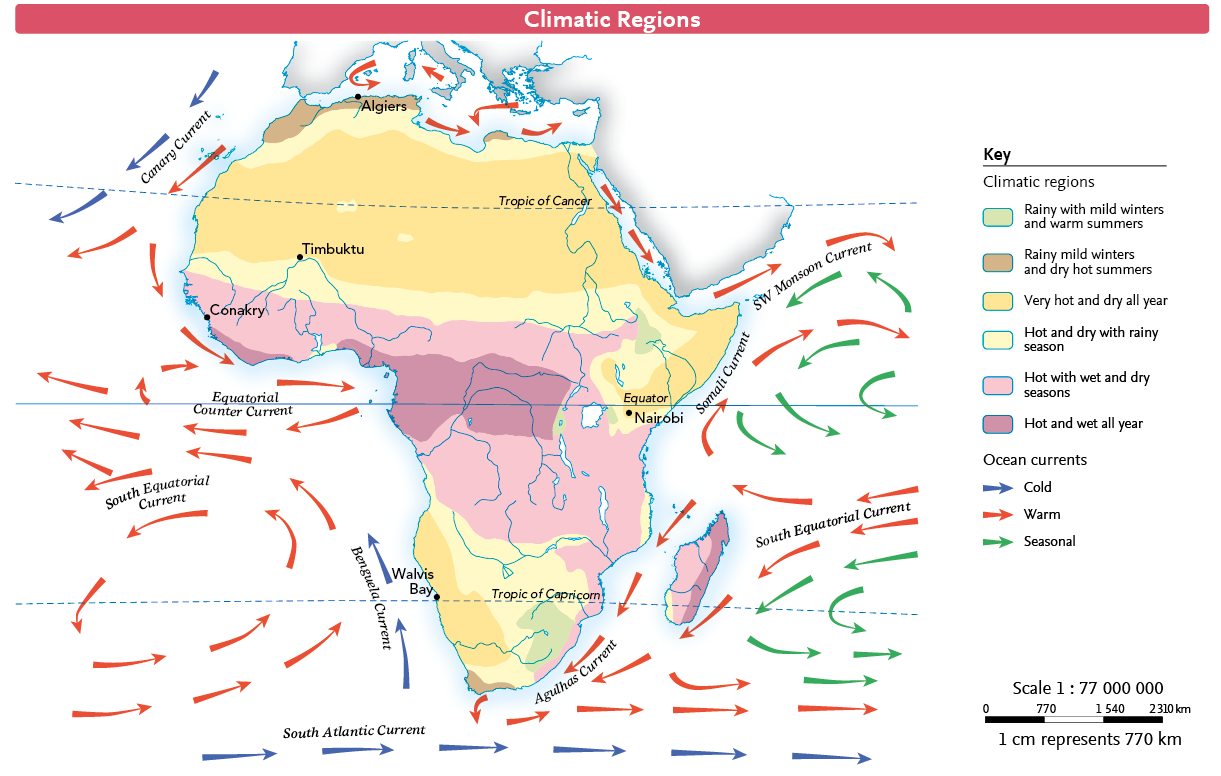 Climatic Regions
Algiers
Canary Current
Tropic of Cancer
Timbuktu
SW Monsoon Current
Conakry
Somali Current
Equatorial
Counter Current
Equator
Nairobi
South Equatorial
Current
South Equatorial Current
Benguela Current
Walvis
Bay
Tropic of Capricorn
Agulhas Current
South Atlantic Current
Key
Climatic regions
Rainy with mild winters
and warm summers
Rainy mild winters
and dry hot summers
Very hot and dry all year
Hot and dry with rainy
season
Hot with wet and dry
seasons
Hot and wet all year
Ocean currents
Cold
Warm
Seasonal
Scale 1 : 77 000 000
0 770 1 540 2310 km
1 cm represents 770 km